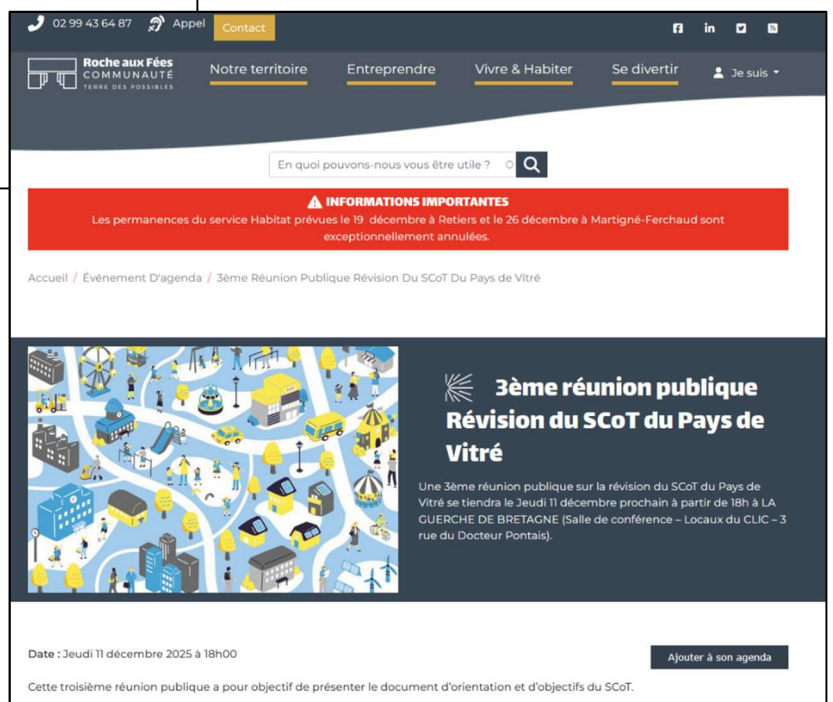 02 99 43 64 87 Appel Contact
Roche aux Fées
COMMUNAUTÉ
TERRE DES POSSIBLES
Notre territoire Entreprendre Vivre & Habiter Se divertir Je suis
En quoi pouvons-nous vous être utile ?
INFORMATIONS IMPORTANTES
Les permanences du service Habitat prévues le 19 décembre à Retiers et le 26 décembre à Martigné-Ferchaud sont
exceptionnellement annulées.
Accueil / Événement D'agenda / 3ème Réunion Publique Révision Du SCoT Du Pays de Vitré
3ème réunion publique
Révision du SCoT du Pays de
Vitré
Une 3ème réunion publique sur la révision du SCoT du Pays de
Vitré se tiendra le Jeudi 11 décembre prochain à partir de 18h à LA
GUERCHE DE BRETAGNE (Salle de conférence – Locaux du CLIC – 3
rue du Docteur Pontais).
Date : Jeudi 11 décembre 2025 à 18h00
Ajouter à son agenda
Cette troisième réunion publique a pour objectif de présenter le document d'orientation et d'objectifs du SCoT.